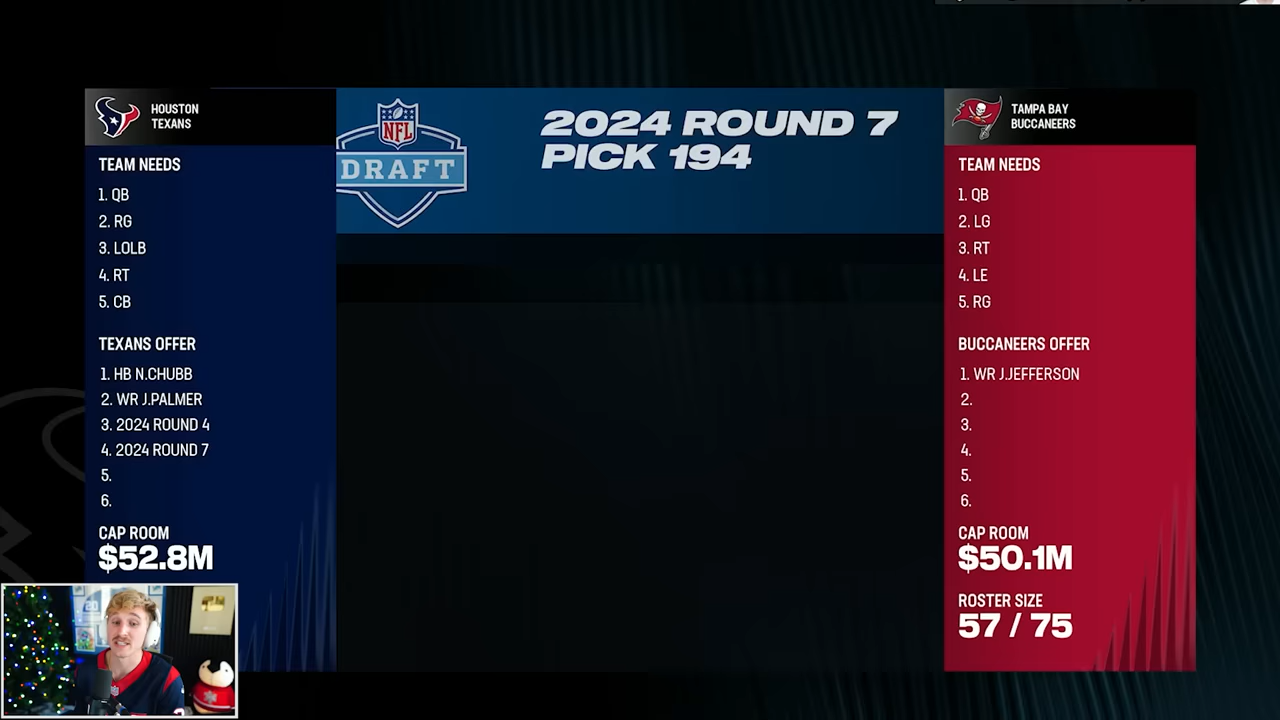 HOUSTON
TEXANS
TEAM NEEDS
1. QB
2. RG
3. LOLB
4. RT
5. CB
TEXANS OFFER
1. HB N.CHUBB
2. WR J.PALMER
3. 2024 ROUND 4
4. 2024 ROUND 7
5.
6.
CAP ROOM
$52.8M
NFL
DRAFT
2024 ROUND 7
PICK 194
TAMPA BAY
BUCCANEERS
TEAM NEEDS
1. QB
2. LG
3. RT
4. LE
5. RG
BUCCANEERS OFFER
1. WR J.JEFFERSON
2.
3.
4.
5.
6.
CAP ROOM
$50.1M
ROSTER SIZE
57 / 75